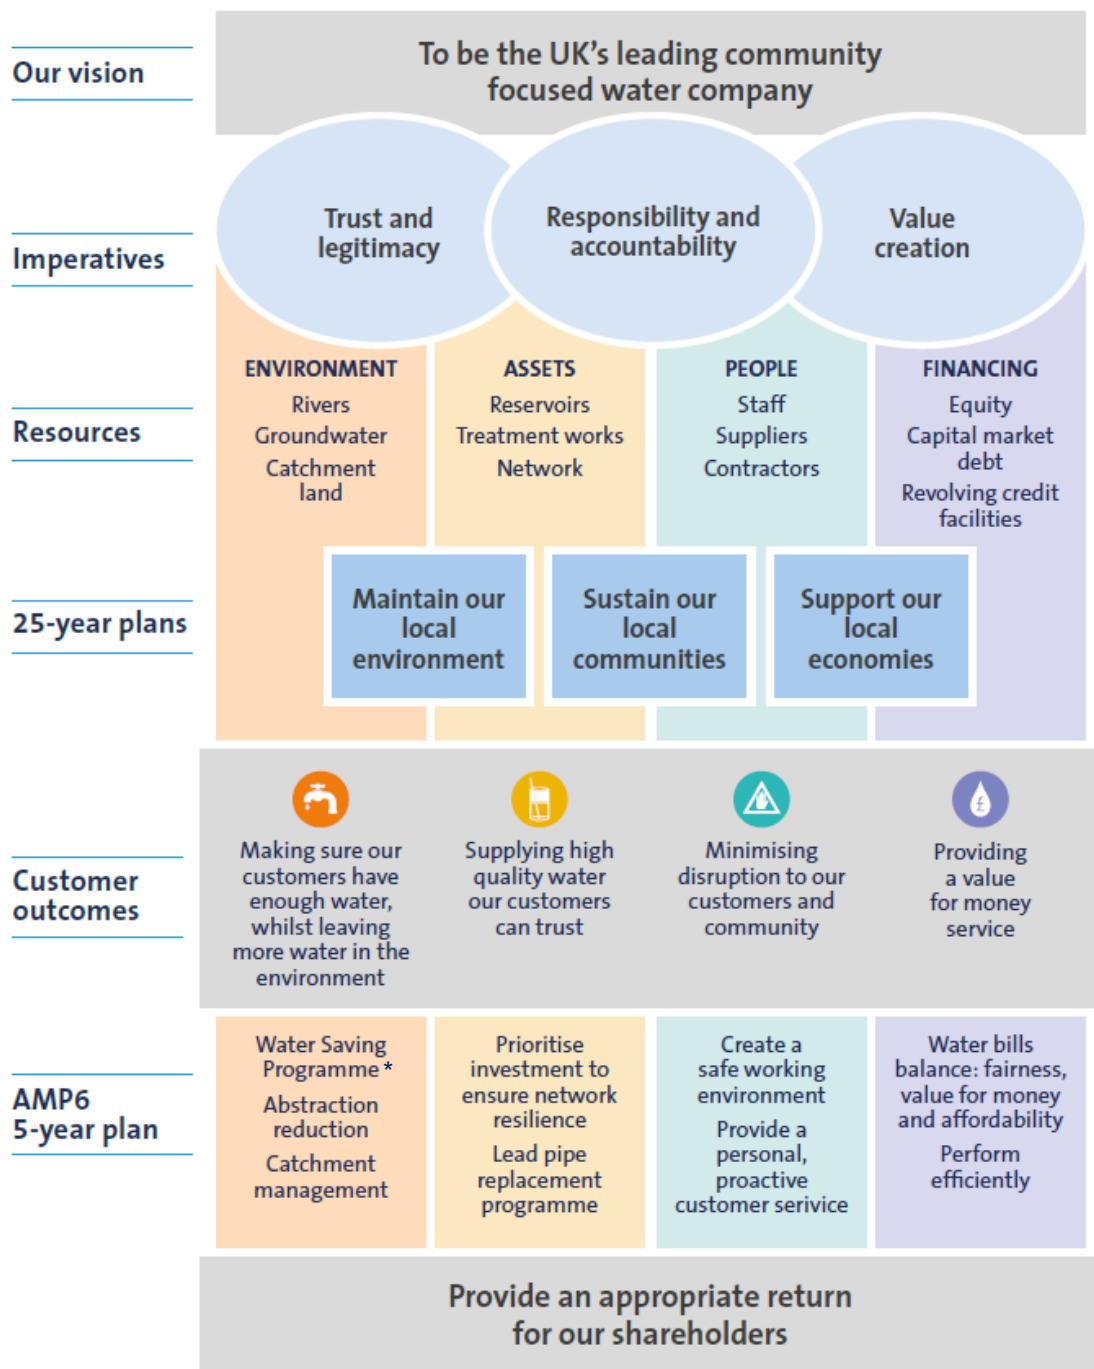 Our vision
To be the UK's leading community
focused water company
Imperatives
Trust and
legitimacy
Responsibility and
accountability
Value
creation
Resources
ENVIRONMENT
Rivers
Groundwater
Catchment
land
ASSETS
Reservoirs
Treatment works
Network
PEOPLE
Staff
Suppliers
Contractors
FINANCING
Equity
Capital market
debt
Revolving credit
facilities
25-year plans
Maintain our
local
environment
Sustain our
local
communities
Support our
local
economies
Customer
outcomes
Making sure our
customers have
enough water,
whilst leaving
more water in the
environment
Supplying high
quality water
our customers
can trust
Minimising
disruption to our
customers and
community
£
Providing
a value
for money
service
AMP6
5-year plan
Water Saving
Programme *
Abstraction
reduction
Catchment
management
Prioritise
investment to
ensure network
resilience
Lead pipe
replacement
programme
Create a
safe working
environment
Provide a
personal,
proactive
customer serivice
Water bills
balance: fairness,
value for money
and affordability
Perform
efficiently
Provide an appropriate return
for our shareholders